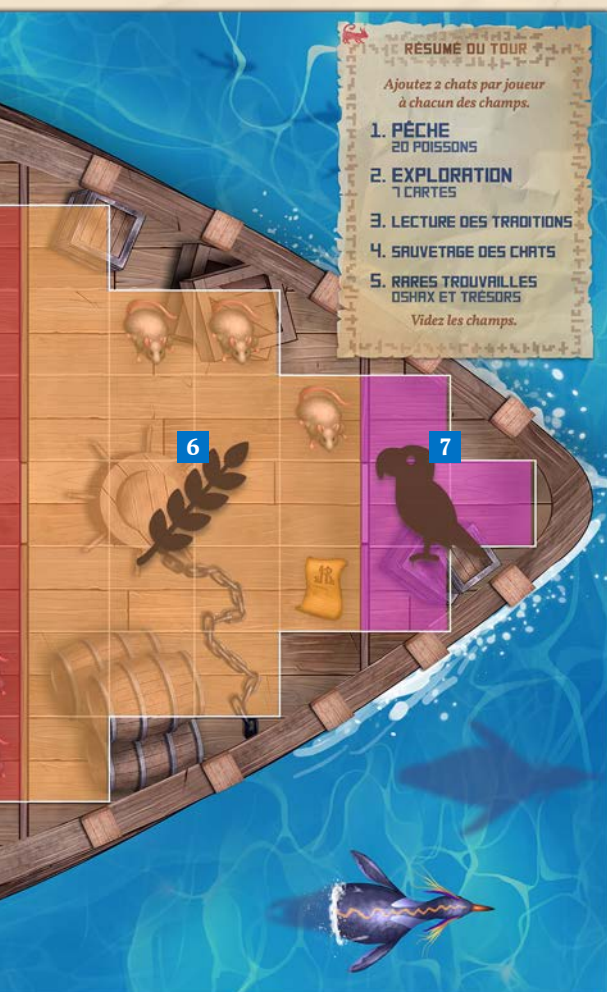 RÉSUMÉ DU TOUR
Ajoutez 2 chats par joueur
à chacun des champs.
1. PÊCHE
20 POISSONS
2. EXPLORATION
7 CARTES
3. LECTURE DES TRADITIONS
4. SAUVETAGE DES CHATS
5. RARES TROUVAILLES
OSHAX ET TRÉSORS
Videz les champs.
6
7